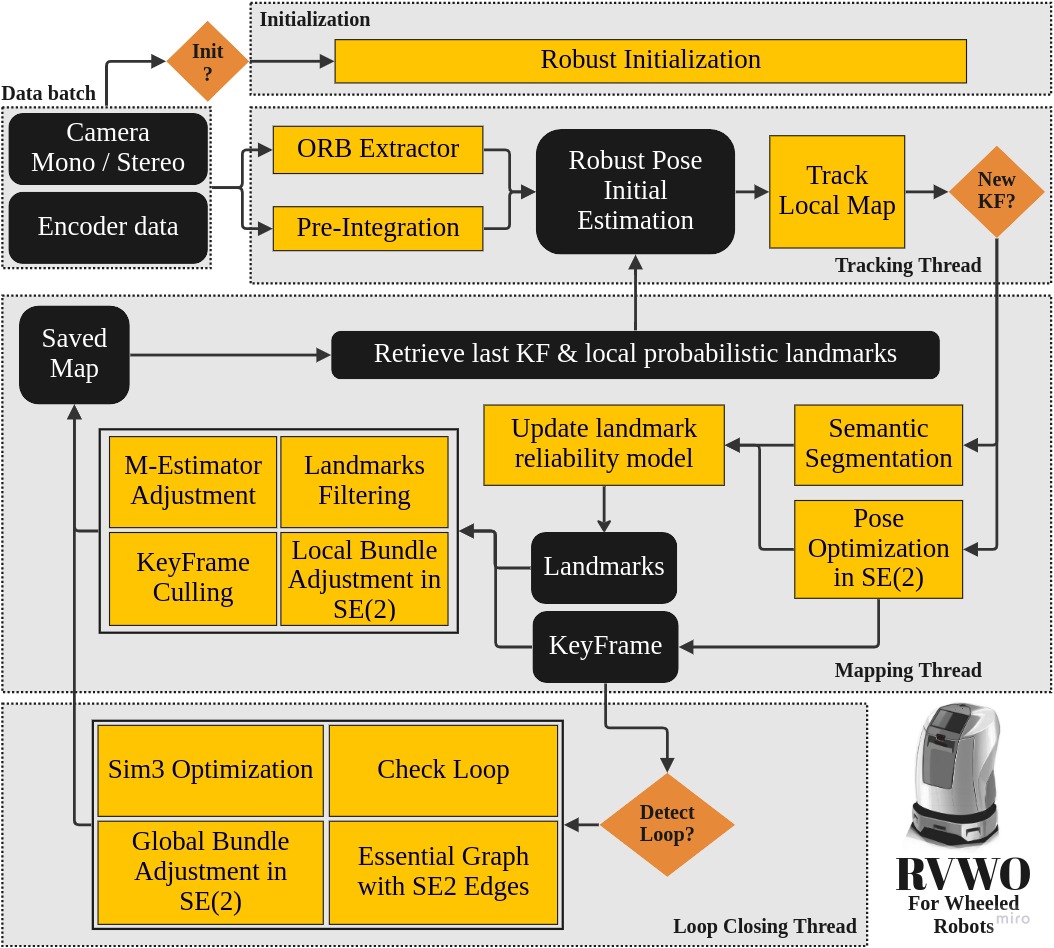 Initialization
Init
?
Robust Initialization
Data batch
Camera
Mono / Stereo
Encoder data
ORB Extractor
Pre-Integration
Robust Pose
Initial
Estimation
Track
Local Map
New
KF?
Tracking Thread
Saved
Map
Retrieve last KF & local probabilistic landmarks
Update landmark
reliability model
Semantic
Segmentation
M-Estimator
Adjustment
Landmarks
Filtering
KeyFrame
Culling
Local Bundle
Adjustment in
SE(2)
Pose
Optimization
in SE(2)
Landmarks
KeyFrame
Mapping Thread
Sim3 Optimization
Check Loop
Global Bundle
Adjustment in
SE(2)
Essential Graph
with SE2 Edges
Detect
Loop?
Loop Closing Thread
RVWO
For Wheeled
Robots
miro